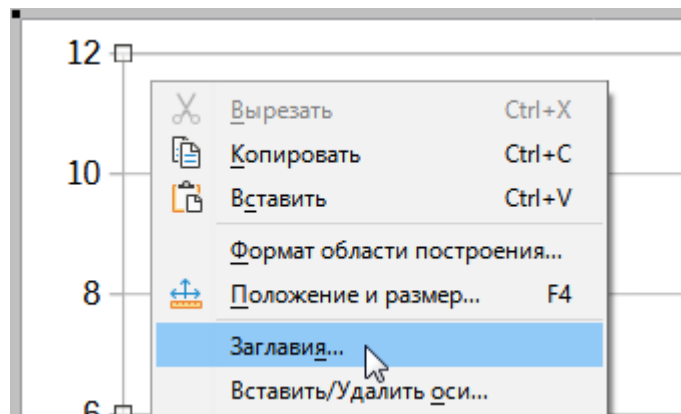 12
Вырезать Ctrl+X
Копировать Ctrl+C
10
Вставить Ctrl+V
Формат области построения...
8
Положение и размер... F4
Заглавия...
Вставить/Удалить оси...
6